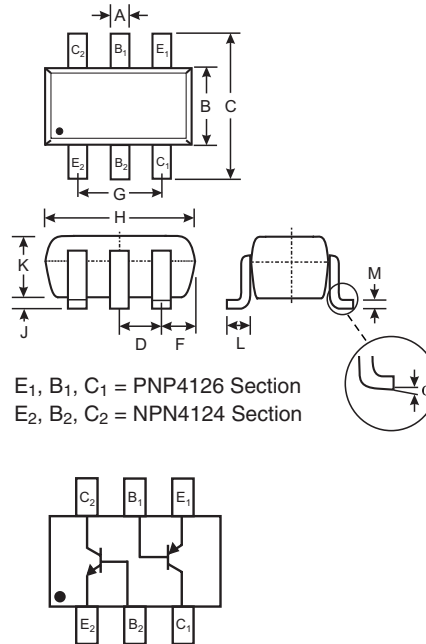 A
C₂ B₁ E₁
B C
E₂ B₂ C₁
G
H
K
M
J
D F
L
E₁, B₁, C₁ = PNP4126 Section
E₂, B₂, C₂ = NPN4124 Section
C₂ B₁ E₁
E₂ B₂ C₁